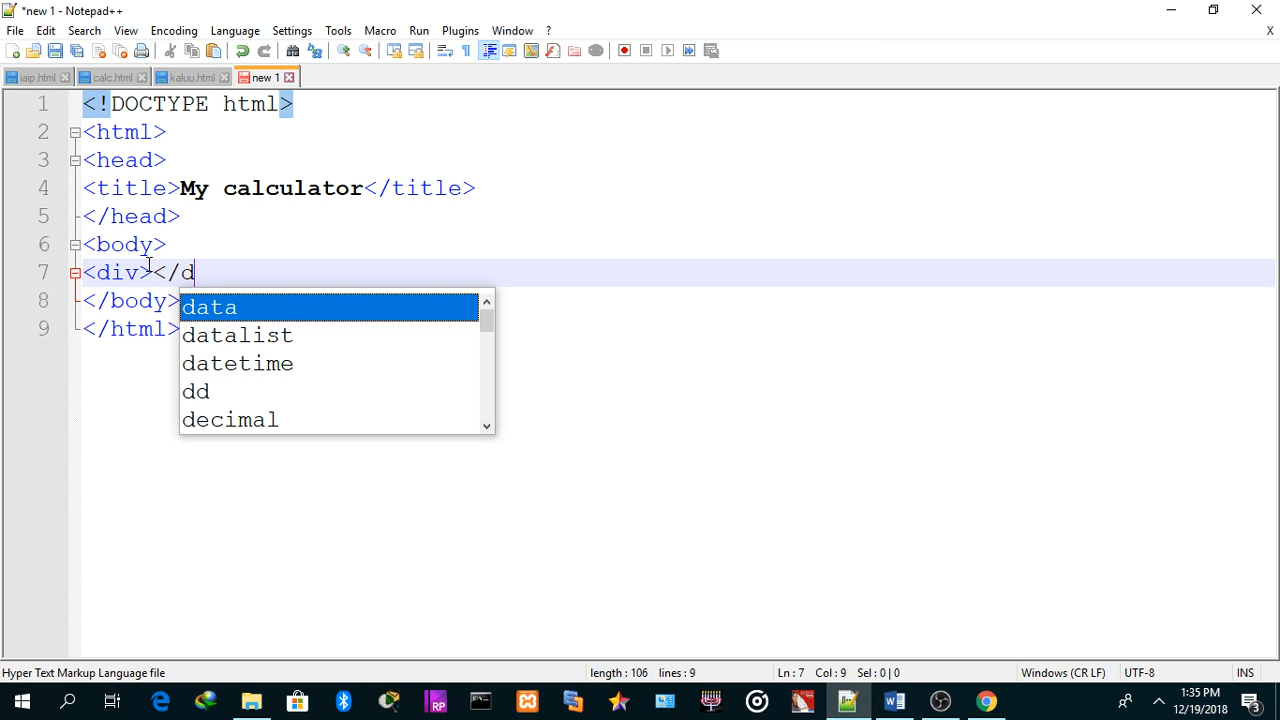 *new 1 - Notepad++
File Edit Search View Encoding Language Settings Tools Macro Run Plugins Window ? X
iaip.html calc.html kaluu.html new 1
1 <!DOCTYPE html>
2 <html>
3 <head>
4 <title>My calculator</title>
5 </head>
6 <body>
7 <div></d
8 </body>
9 </html>
data
datalist
datetime
dd
decimal
Hyper Text Markup Language file length : 106 lines : 9 Ln : 7 Col : 9 Sel : 0 | 0 Windows (CR LF) UTF-8 INS
1:35 PM
12/19/2018